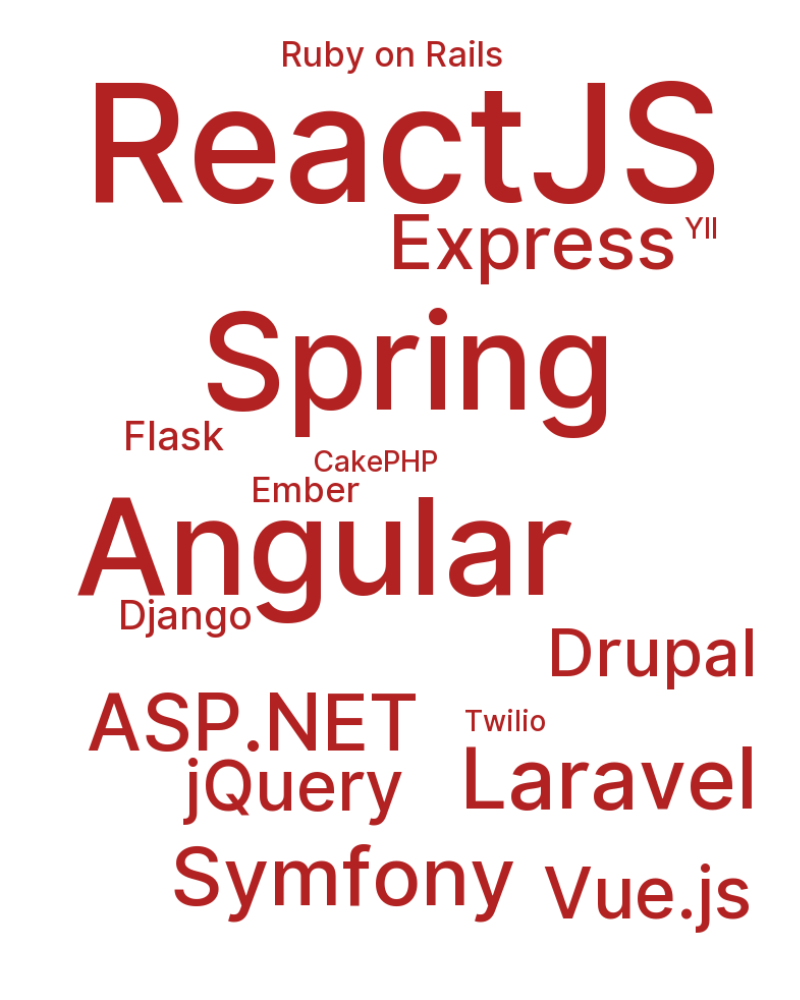 Ruby on Rails
ReactJS
Express
YII
Spring
Flask
CakePHP
Ember
Angular
Django
Drupal
ASP.NET
Twilio
jQuery
Laravel
Symfony
Vue.js